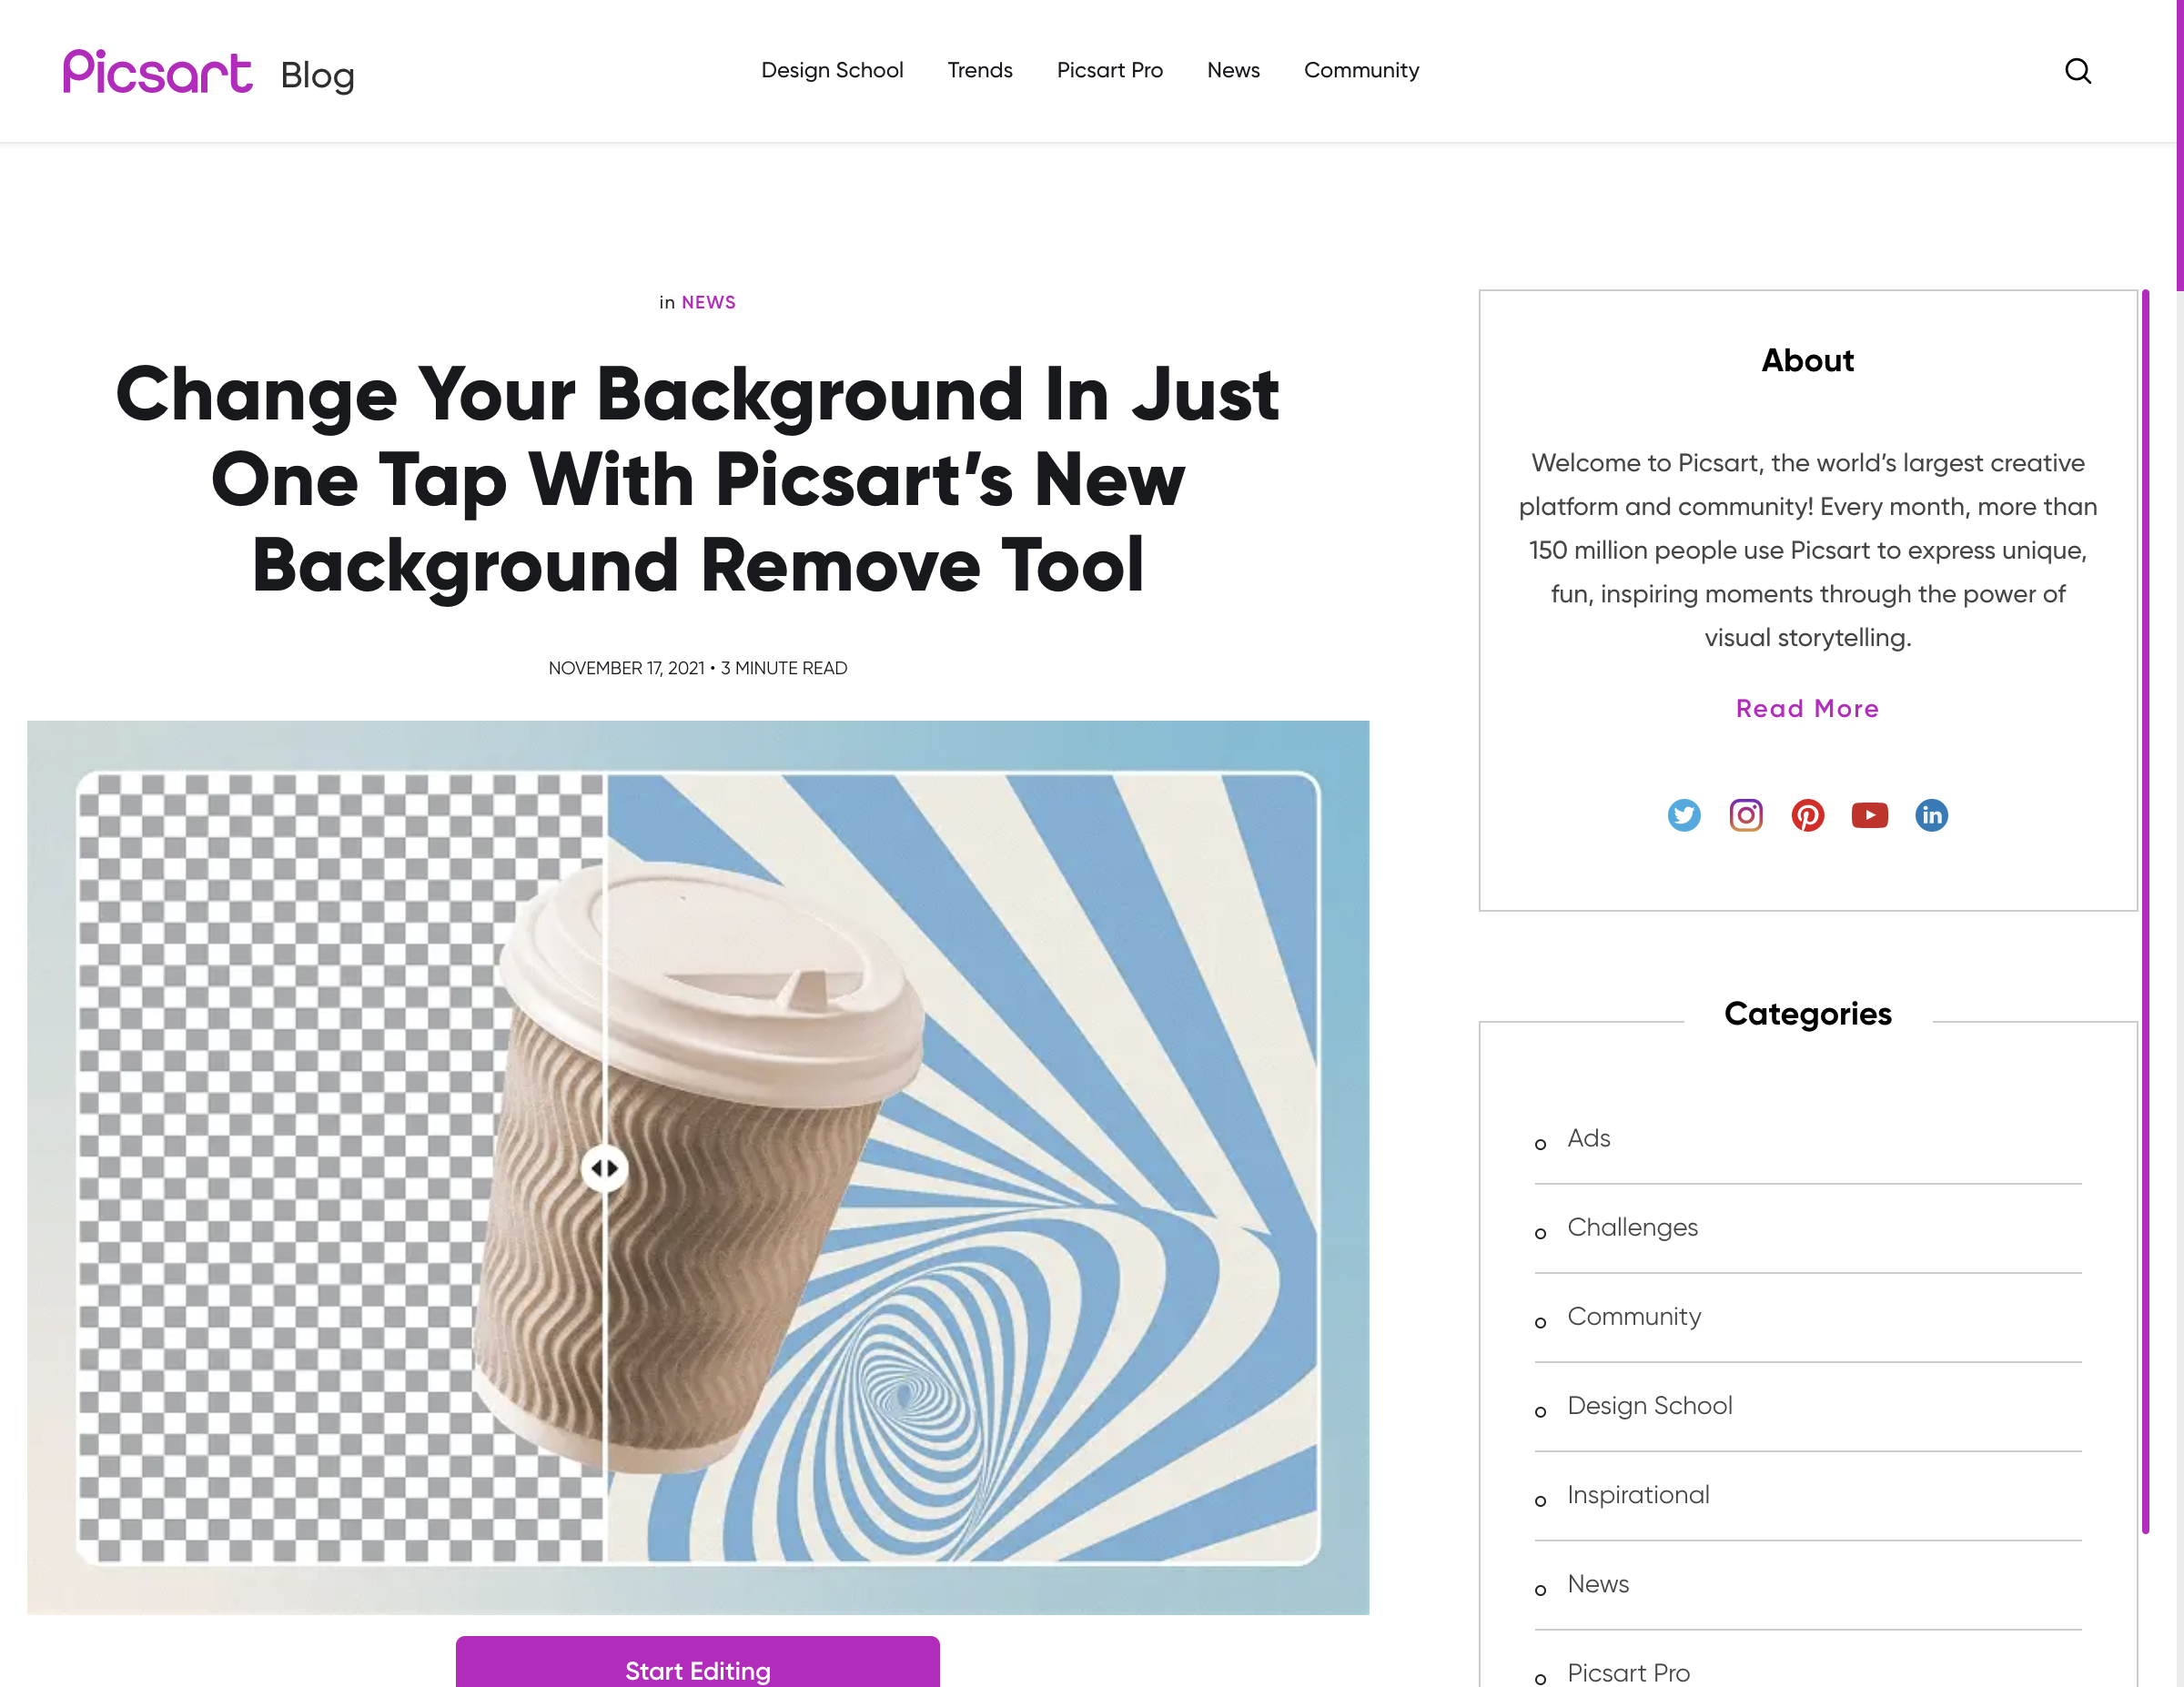 Picsart Blog
Design School
Trends
Picsart Pro
News
Community
in NEWS
Change Your Background In Just
One Tap With Picsart’s New
Background Remove Tool
NOVEMBER 17, 2021 • 3 MINUTE READ
Start Editing
About
Welcome to Picsart, the world’s largest creative
platform and community! Every month, more than
150 million people use Picsart to express unique,
fun, inspiring moments through the power of
visual storytelling.
Read More
in
Categories
Ads
Challenges
Community
Design School
Inspirational
News
Picsart Pro